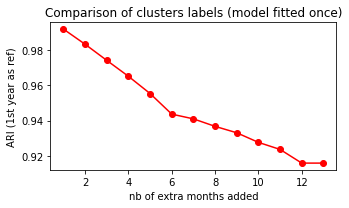 Comparison of clusters labels (model fitted once)
ARI (1st year as ref)
0.98
0.96
0.94
0.92
2 4 6 8 10 12
nb of extra months added